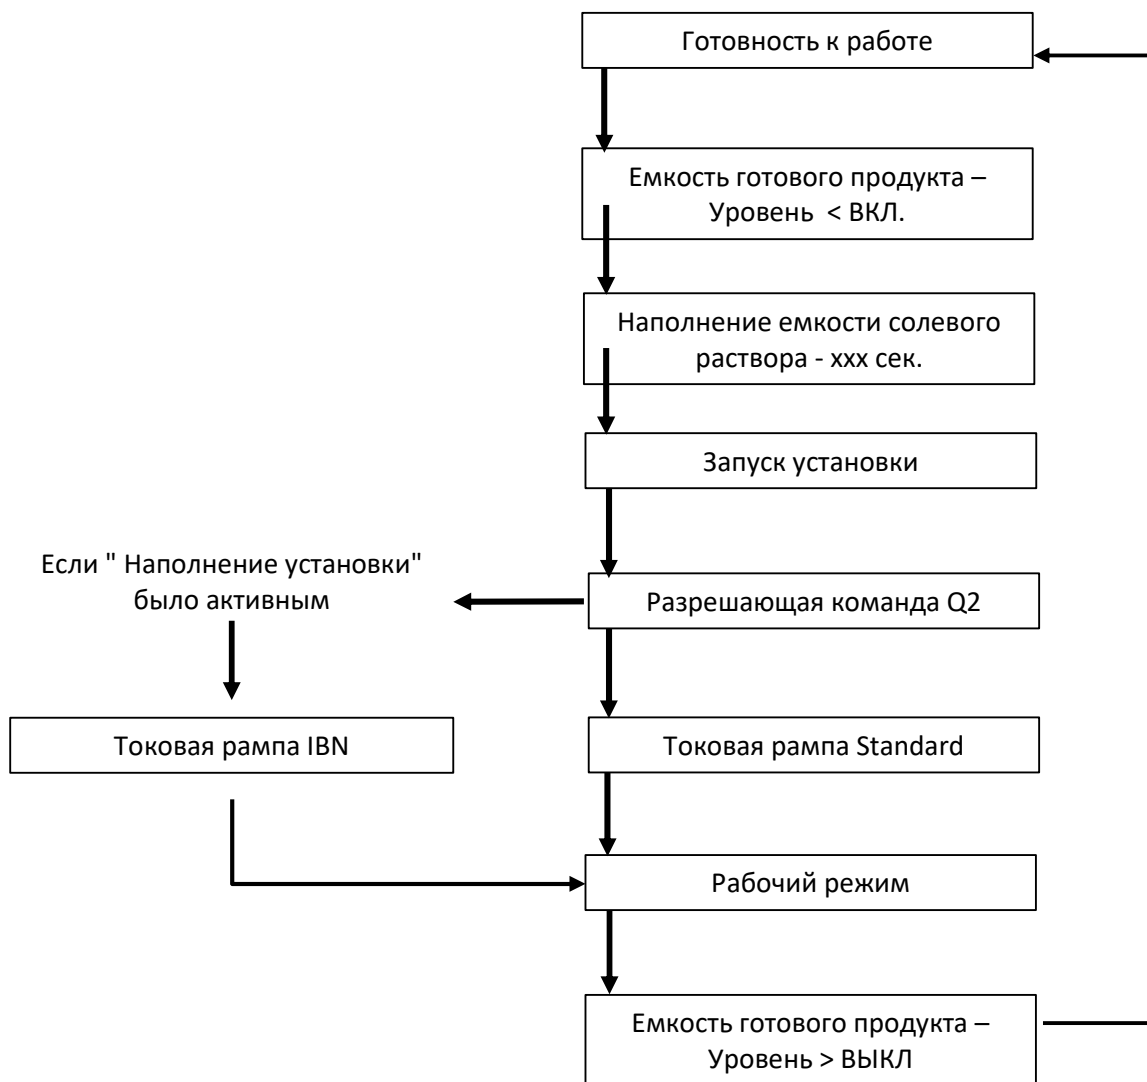 Готовность к работе
Емкость готового продукта –
Уровень < ВКЛ.
Наполнение емкости солевого
раствора - xxx сек.
Запуск установки
Если " Наполнение установки"
было активным
Разрешающая команда Q2
Токовая рампа IBN
Токовая рампа Standard
Рабочий режим
Емкость готового продукта –
Уровень > ВЫКЛ